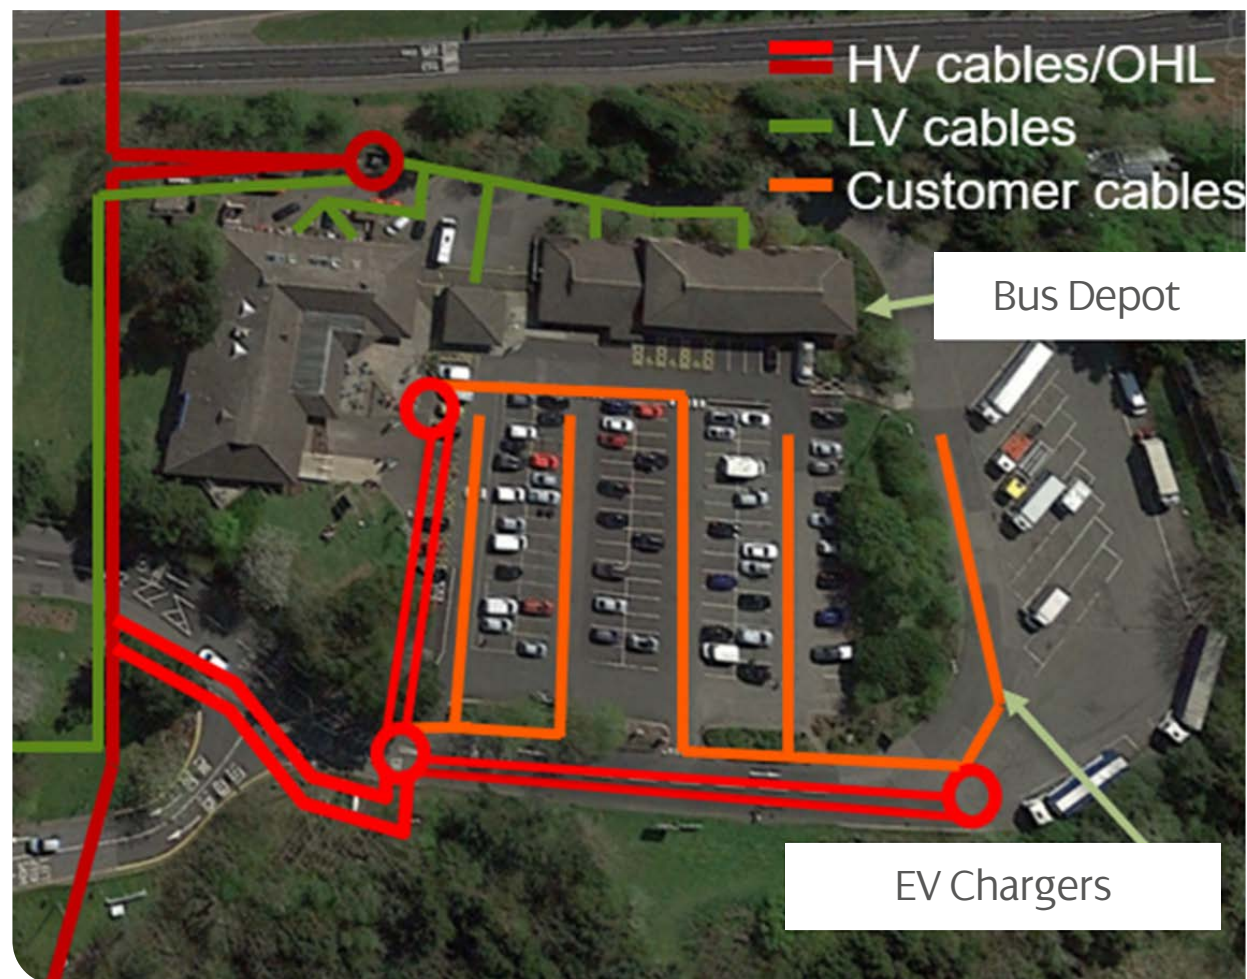 HV cables/OHL
LV cables
Customer cables
Bus Depot
EV Chargers